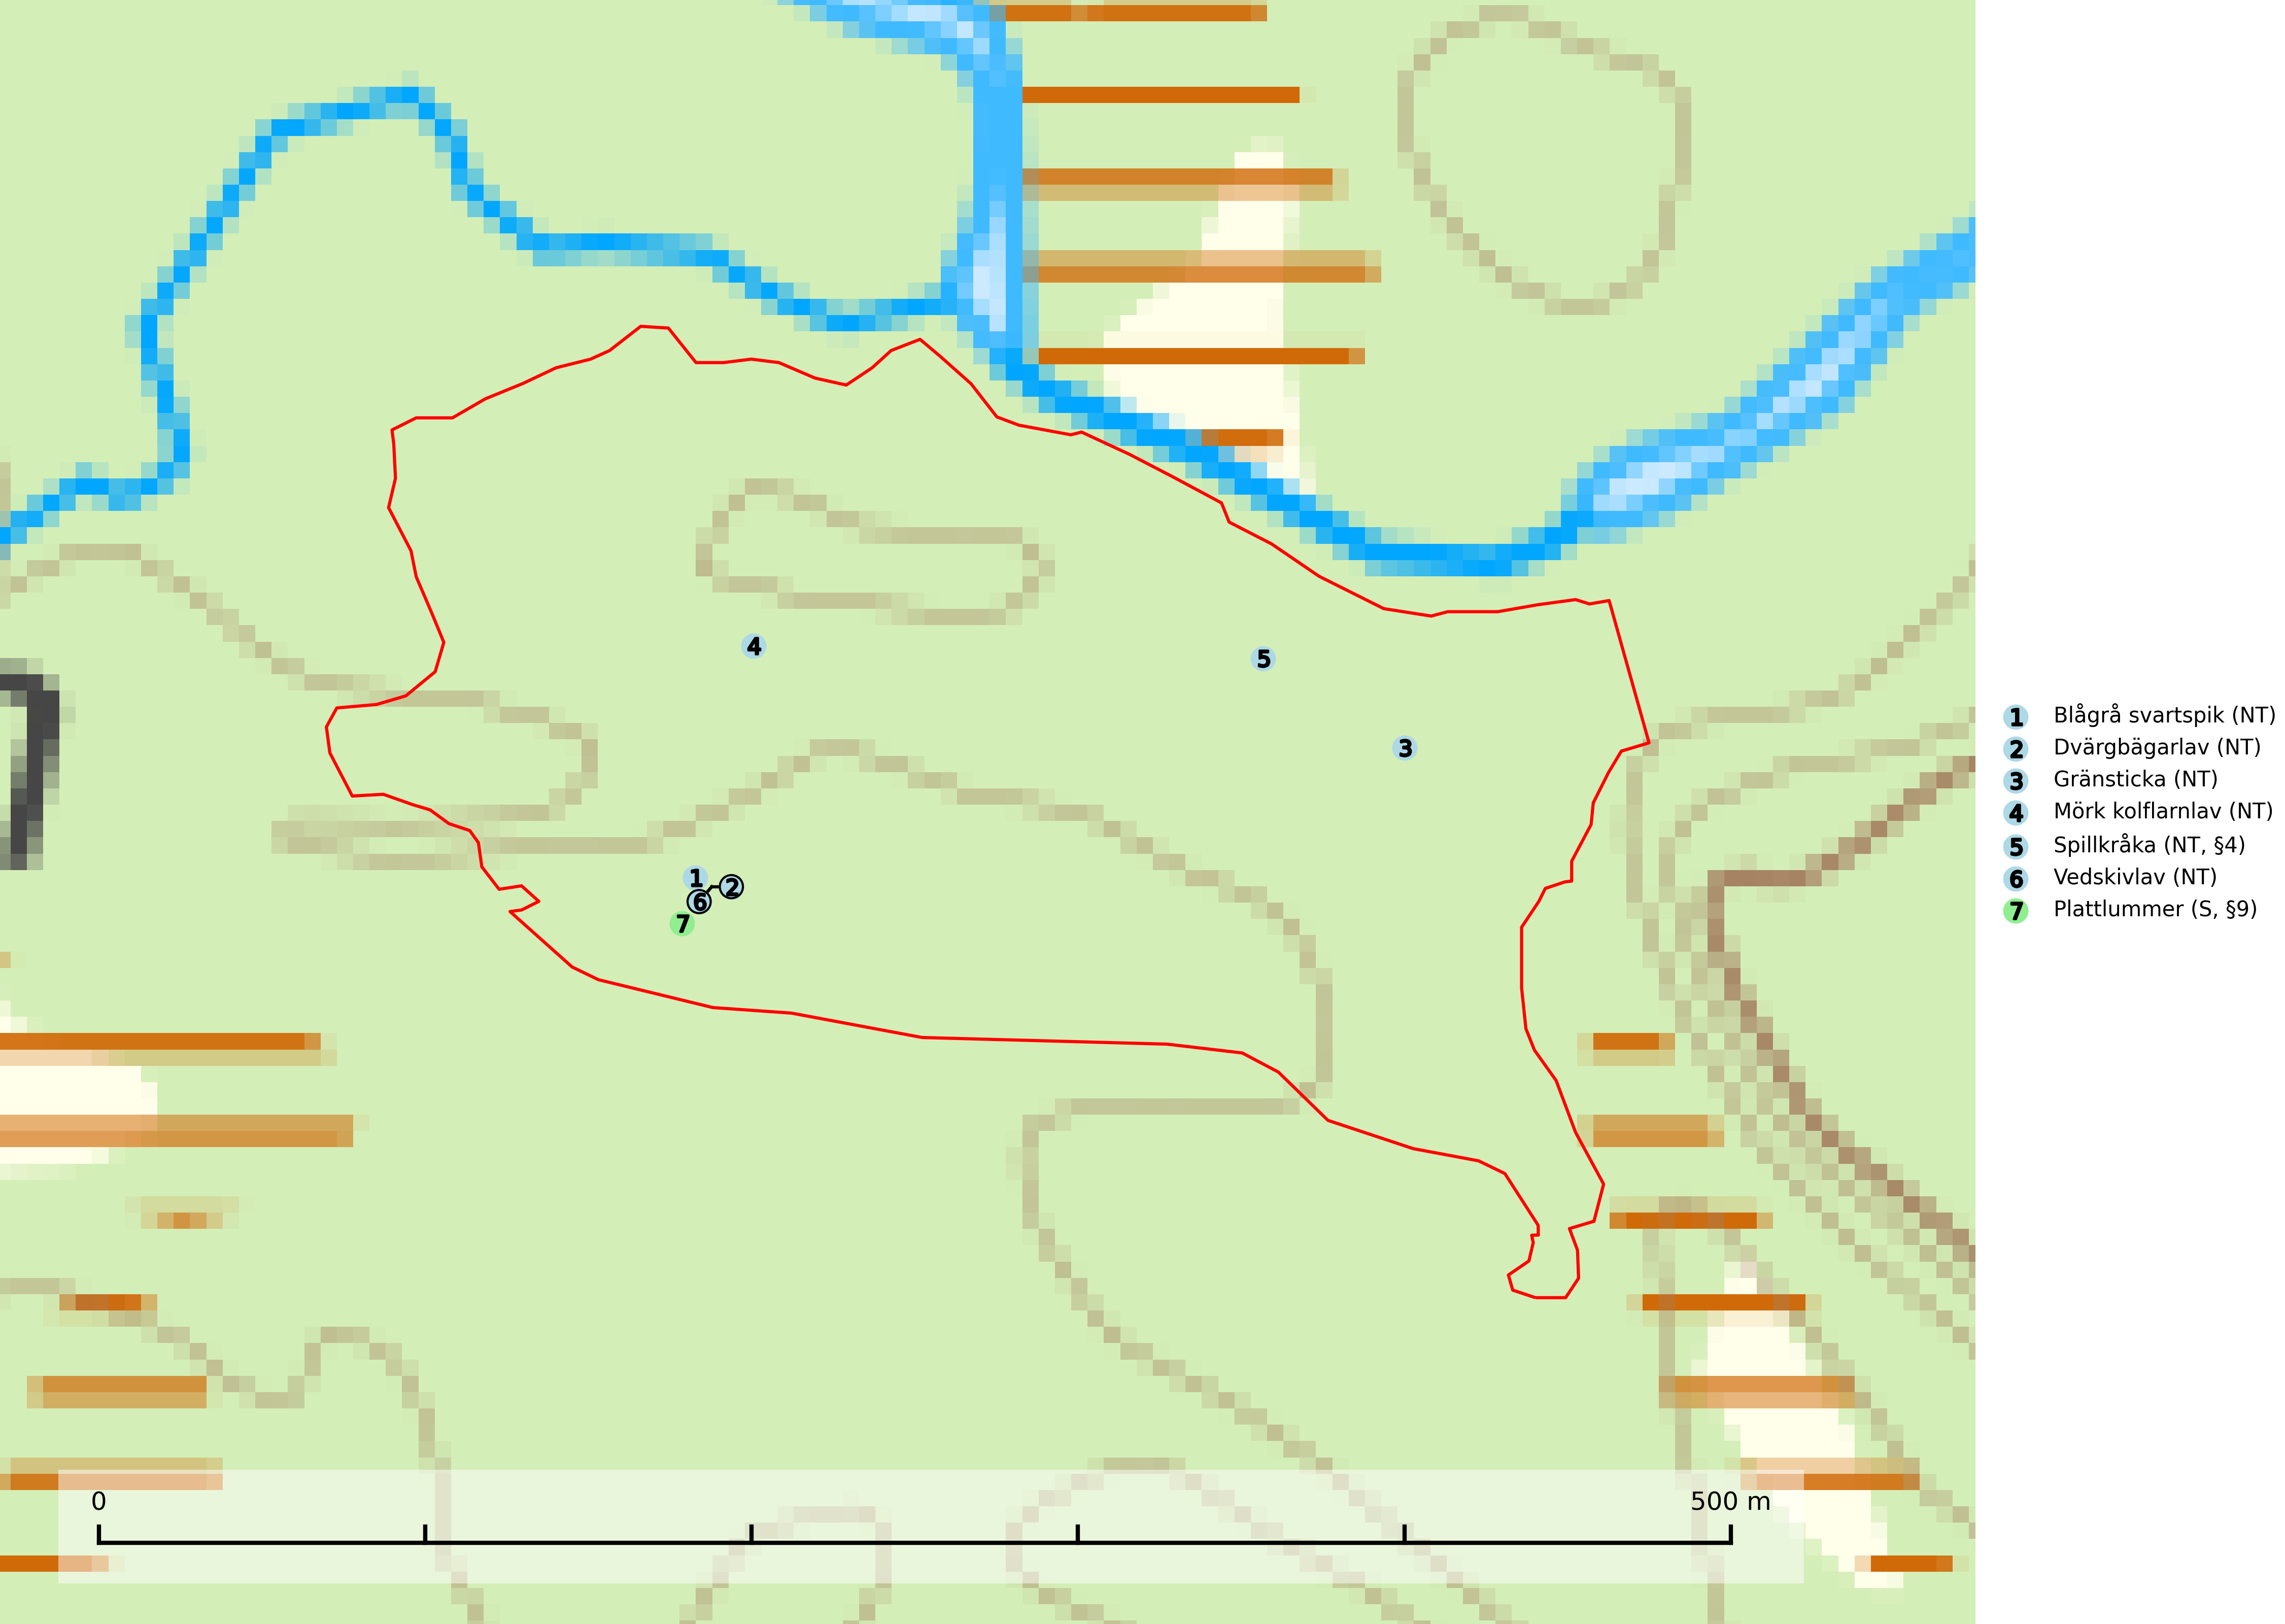 4
5
3
1
2
6
7
0
500 m
1 Blågrå svartspik (NT)
2 Dvärgbägarlav (NT)
3 Gränsticka (NT)
4 Mörk kolflarnlav (NT)
5 Spillkråka (NT, §4)
6 Vedskivlav (NT)
7 Plattlummer (S, §9)